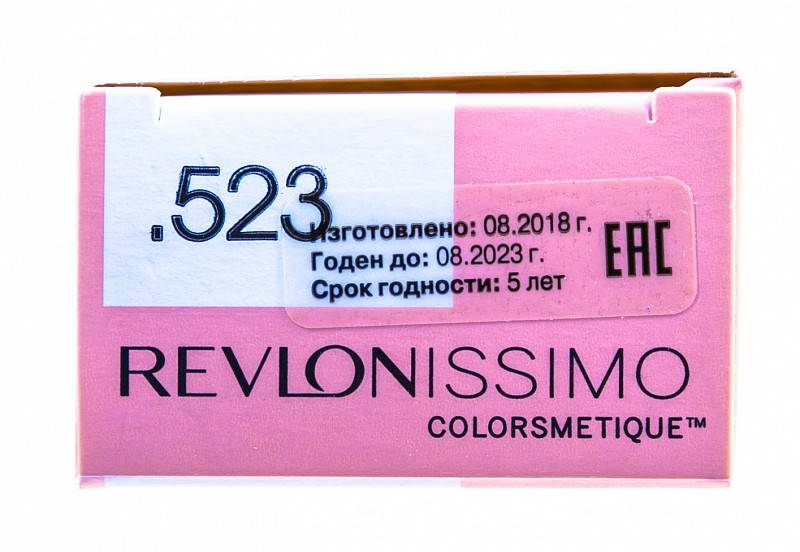 .523
Изготовлено: 08.2018 г.
Годен до: 08.2023 г.
Срок годности: 5 лет
EAC
REVLONISSIMO
COLORSMETIQUE™